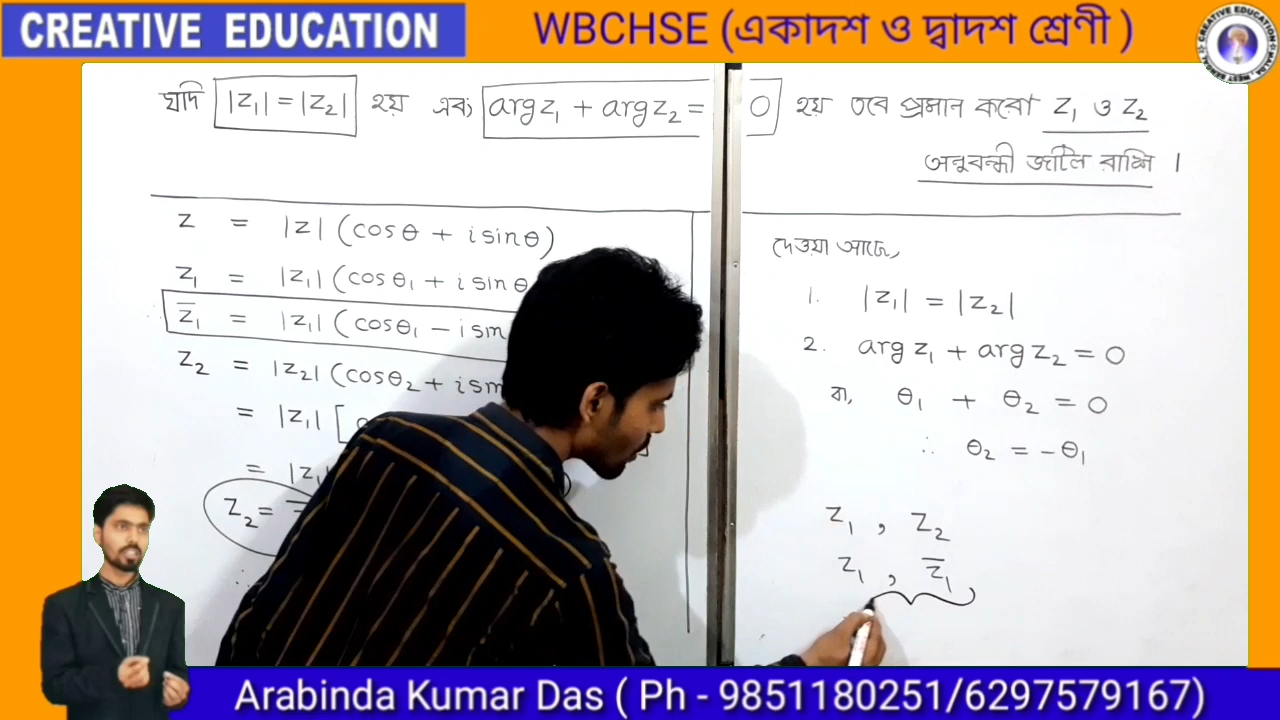 CREATIVE EDUCATION
WBCHSE (একাদশ ও দ্বাদশ শ্রেণী )
যদি |z₁| = |z₂| হয় এবং arg z₁ + arg z₂ = 0 হয় তবে প্রমান করো z₁ ও z₂
অনুবন্ধী জটিল রাশি ।
z = |z| (cosθ + i sinθ)
z₁ = |z₁| (cosθ₁ + i sinθ
z̅₁ = |z₁| (cosθ₁ − i sin
z₂ = |z₂| (cosθ₂ + i sin
= |z₁| [
= |z₁
z₂ =
∴
দেওয়া আছে,
1. |z₁| = |z₂|
2. arg z₁ + arg z₂ = 0
বা, θ₁ + θ₂ = 0
∴ θ₂ = −θ₁
z₁ , z₂
z₁ , z̅₁
Arabinda Kumar Das ( Ph - 9851180251/6297579167)